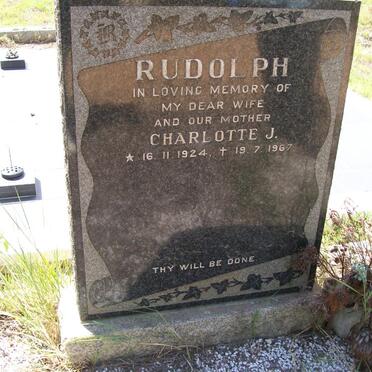 R
RUDOLPH
IN LOVING MEMORY OF
MY DEAR WIFE
AND OUR MOTHER
CHARLOTTE J.
★ 16. 11. 1924, ✝ 19. 7. 1967
THY WILL BE DONE